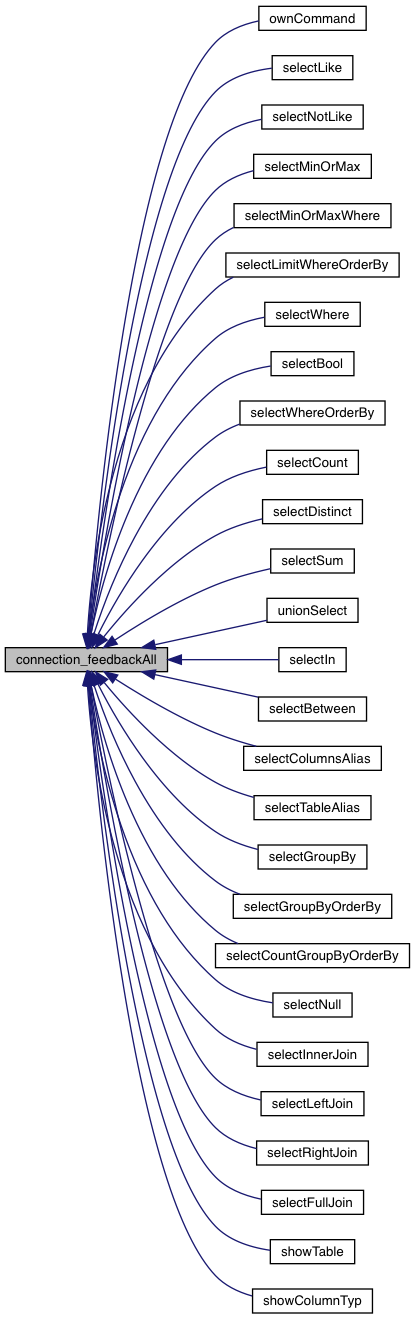 ownCommand
selectLike
selectNotLike
selectMinOrMax
selectMinOrMaxWhere
selectLimitWhereOrderBy
selectWhere
selectBool
selectWhereOrderBy
selectCount
selectDistinct
selectSum
unionSelect
connection_feedbackAll
selectIn
selectBetween
selectColumnsAlias
selectTableAlias
selectGroupBy
selectGroupByOrderBy
selectCountGroupByOrderBy
selectNull
selectInnerJoin
selectLeftJoin
selectRightJoin
selectFullJoin
showTable
showColumnTyp